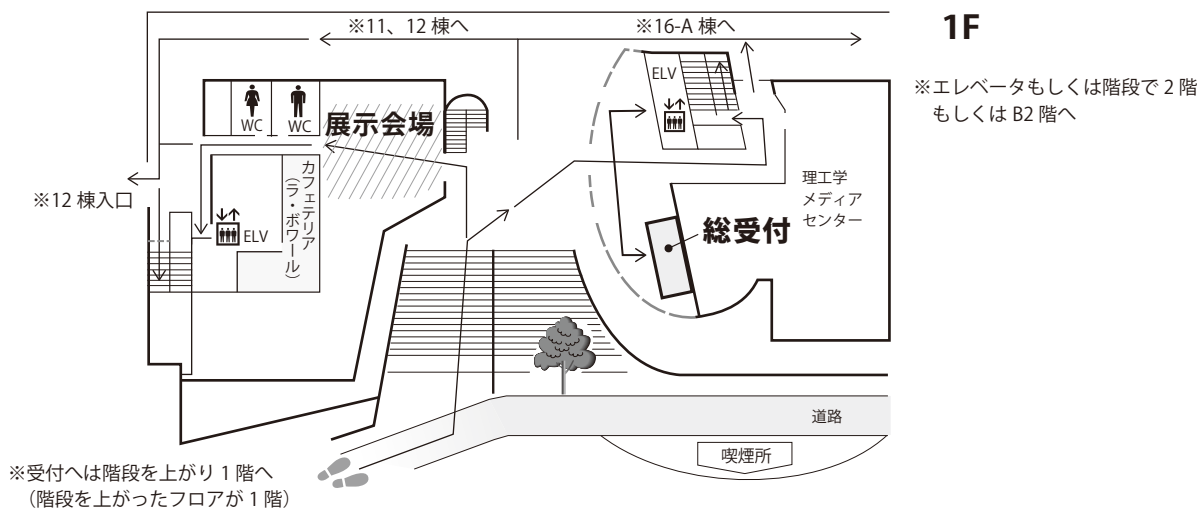 ※11、12 棟へ
※16-A 棟へ
1F
※エレベータもしくは階段で 2 階
もしくは B2 階へ
ELV
WC
WC
展示会場
カフェテリア
（ラ・ボワール）
※12 棟入口
ELV
理工学
メディア
センター
総受付
道路
喫煙所
※受付へは階段を上がり 1 階へ
（階段を上がったフロアが 1 階）